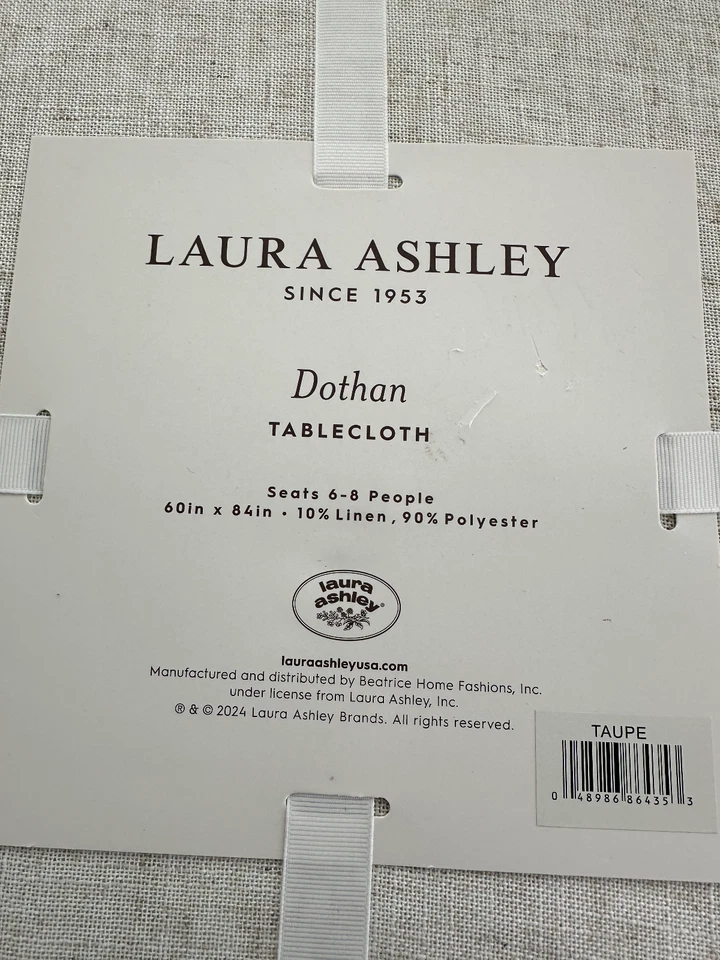 LAURA ASHLEY
SINCE 1953
Dothan
TABLECLOTH
Seats 6-8 People
60in x 84in • 10% Linen, 90% Polyester
laura
ashley®
lauraashleyusa.com
Manufactured and distributed by Beatrice Home Fashions, Inc.
under license from Laura Ashley, Inc.
® & © 2024 Laura Ashley Brands. All rights reserved.
TAUPE
0 48986 86435 3